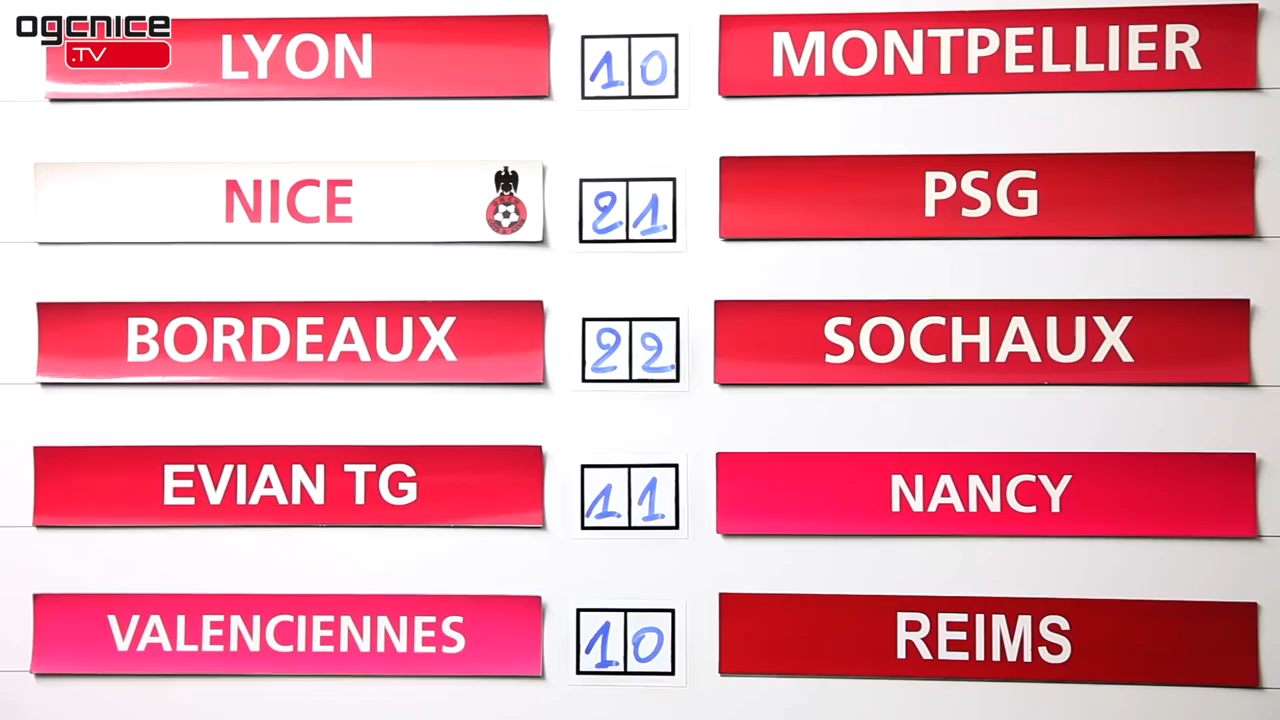 ogcnice
.TV
LYON 1 0 MONTPELLIER
NICE 2 1 PSG
BORDEAUX 2 2 SOCHAUX
EVIAN TG 1 1 NANCY
VALENCIENNES 1 0 REIMS